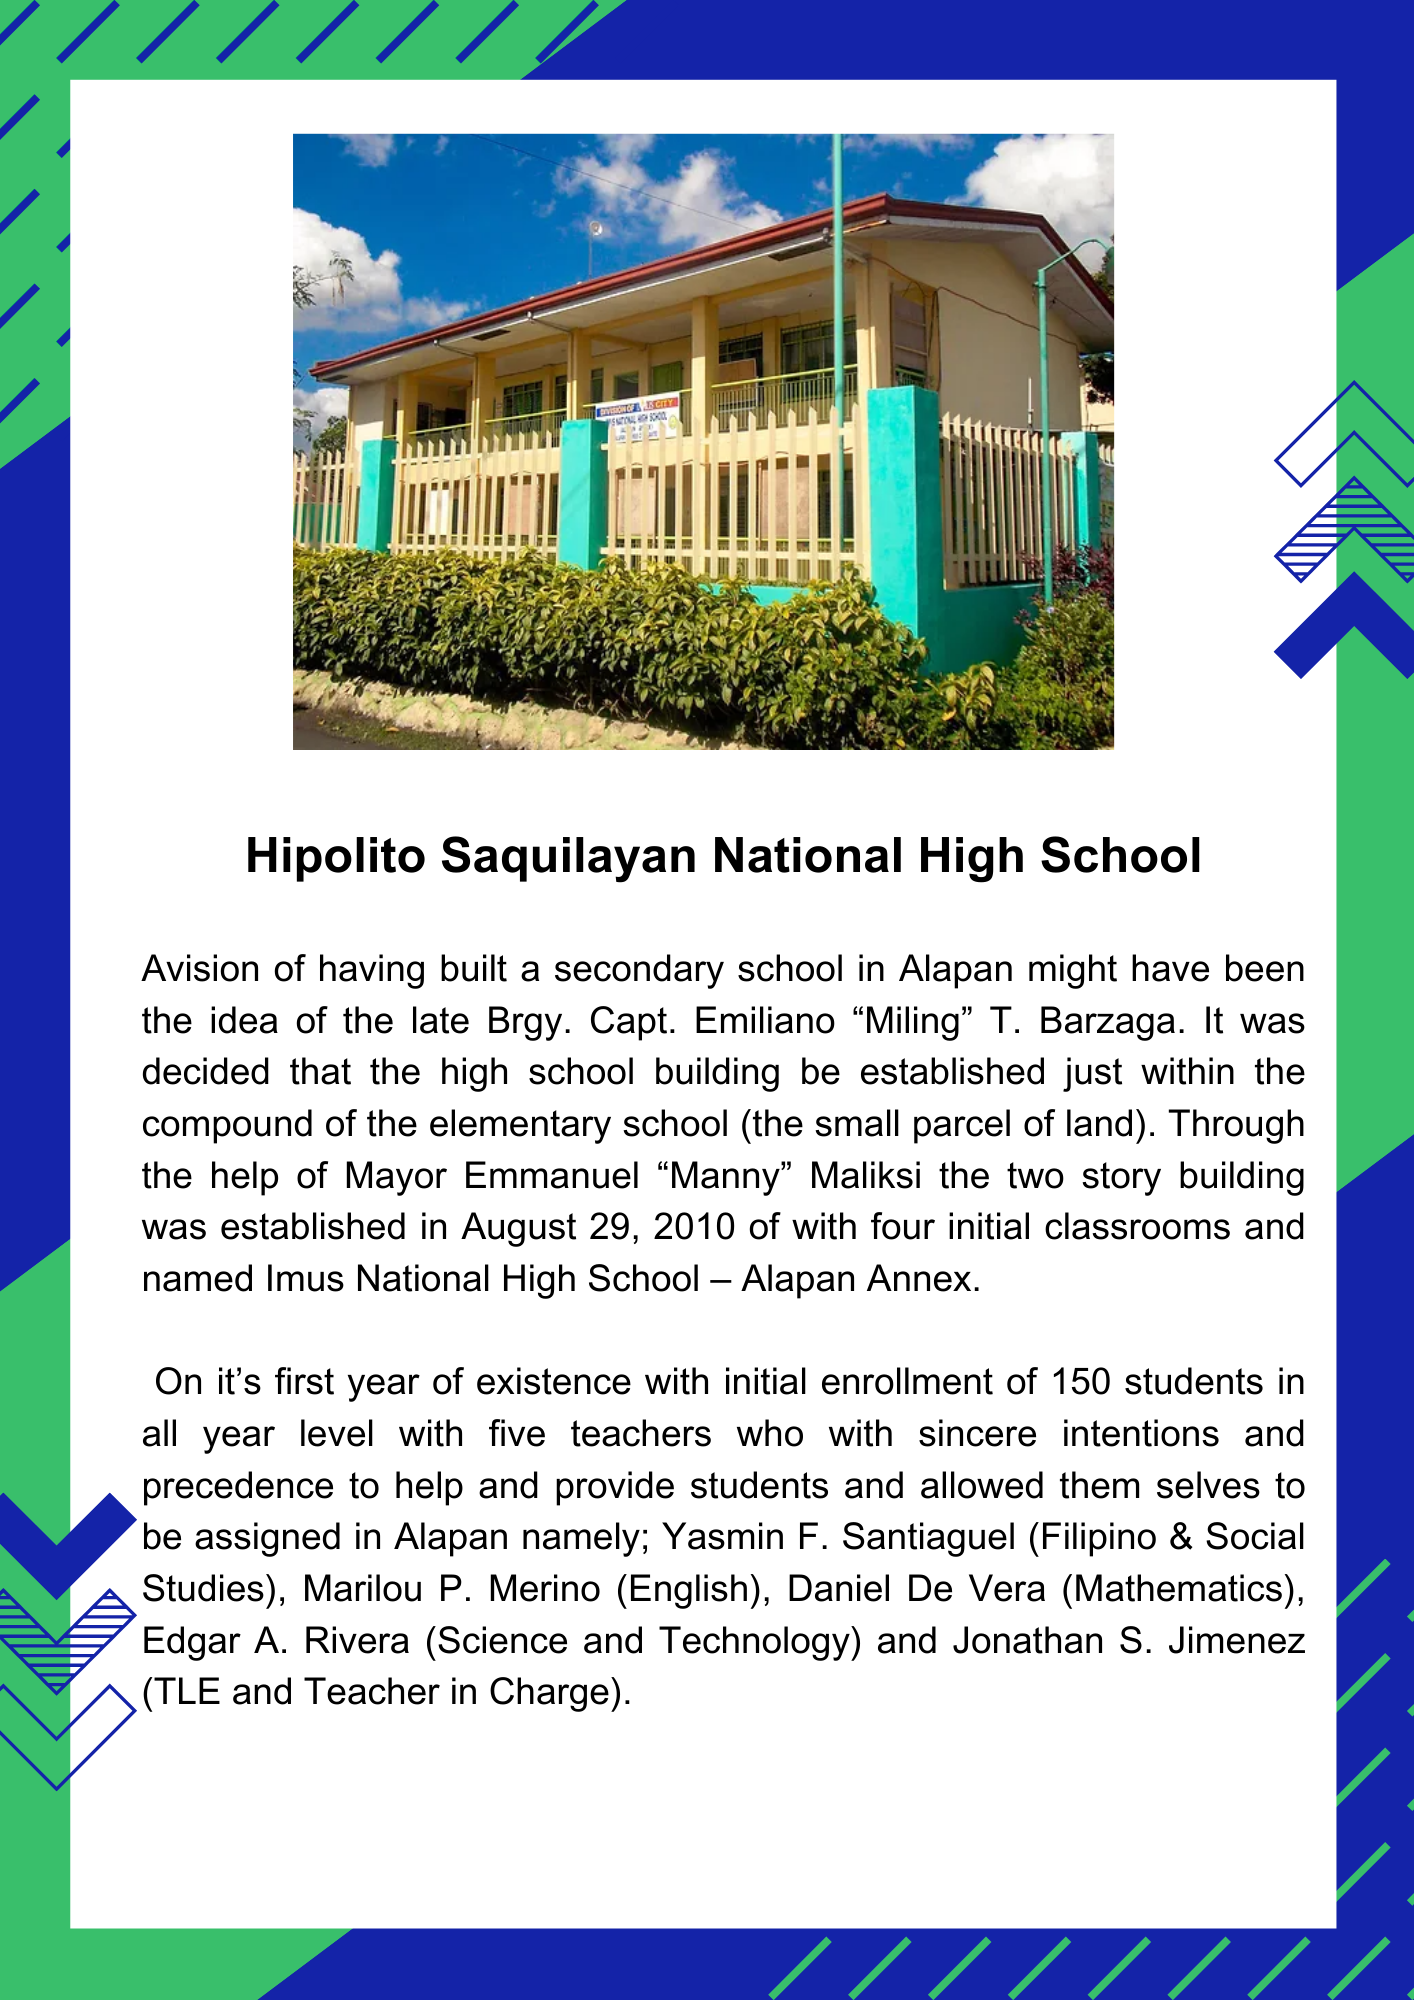 DIVISION OF CITY
NATIONAL HIGH SCHOOL
Hipolito Saquilayan National High School
Avision of having built a secondary school in Alapan might have been
the idea of the late Brgy. Capt. Emiliano “Miling” T. Barzaga. It was
decided that the high school building be established just within the
compound of the elementary school (the small parcel of land). Through
the help of Mayor Emmanuel “Manny” Maliksi the two story building
was established in August 29, 2010 of with four initial classrooms and
named Imus National High School – Alapan Annex.
On it’s first year of existence with initial enrollment of 150 students in
all year level with five teachers who with sincere intentions and
precedence to help and provide students and allowed them selves to
be assigned in Alapan namely; Yasmin F. Santiaguel (Filipino & Social
Studies), Marilou P. Merino (English), Daniel De Vera (Mathematics),
Edgar A. Rivera (Science and Technology) and Jonathan S. Jimenez
(TLE and Teacher in Charge).